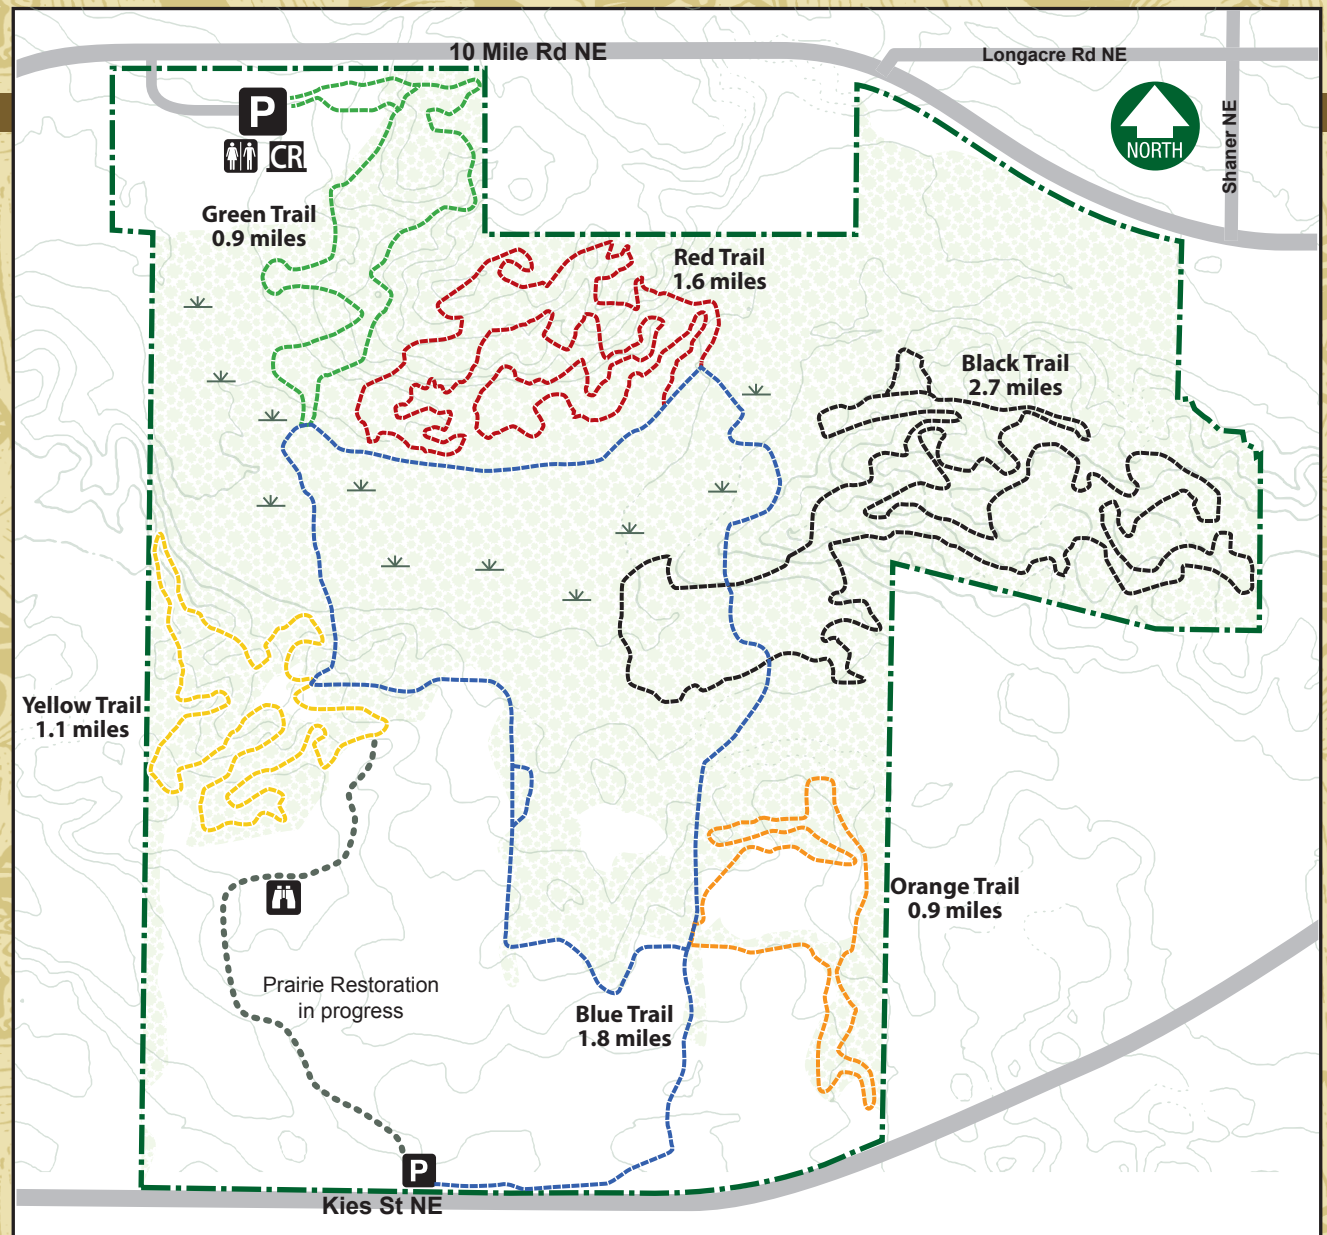 10 Mile Rd NE
Longacre Rd NE
Shaner NE
NORTH
P
CR
Green Trail
0.9 miles
Red Trail
1.6 miles
Black Trail
2.7 miles
Yellow Trail
1.1 miles
Orange Trail
0.9 miles
Prairie Restoration
in progress
Blue Trail
1.8 miles
P
Kies St NE